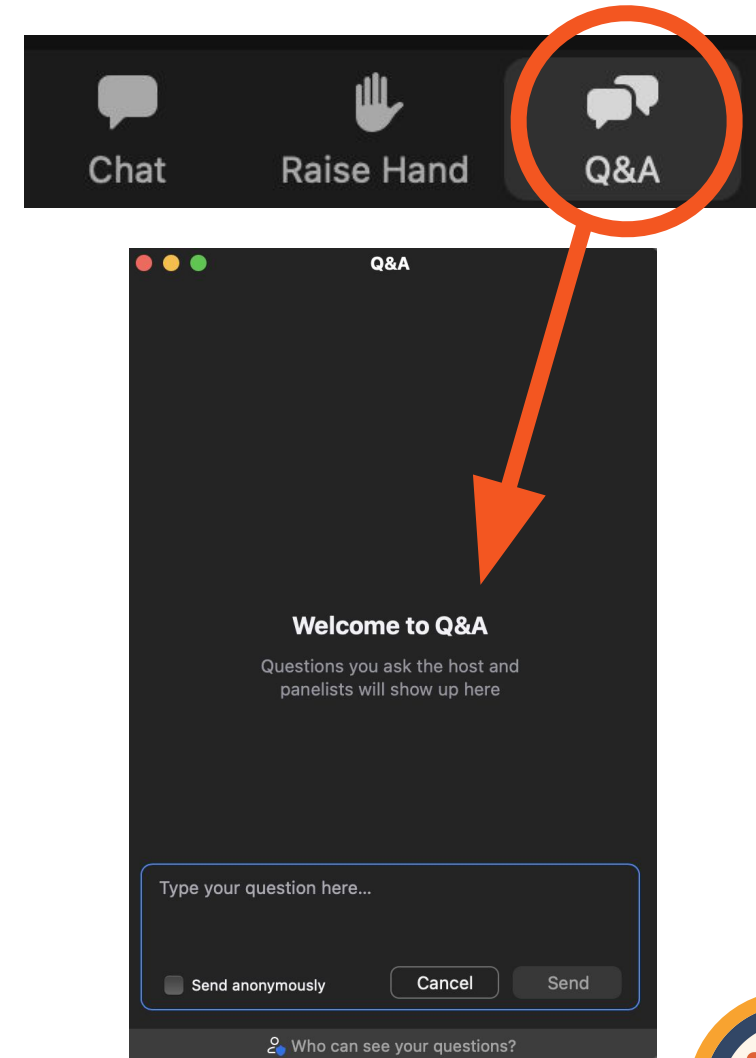 Chat Raise Hand Q&A
Q&A
Welcome to Q&A
Questions you ask the host and
panelists will show up here
Type your question here...
Send anonymously Cancel Send
Who can see your questions?